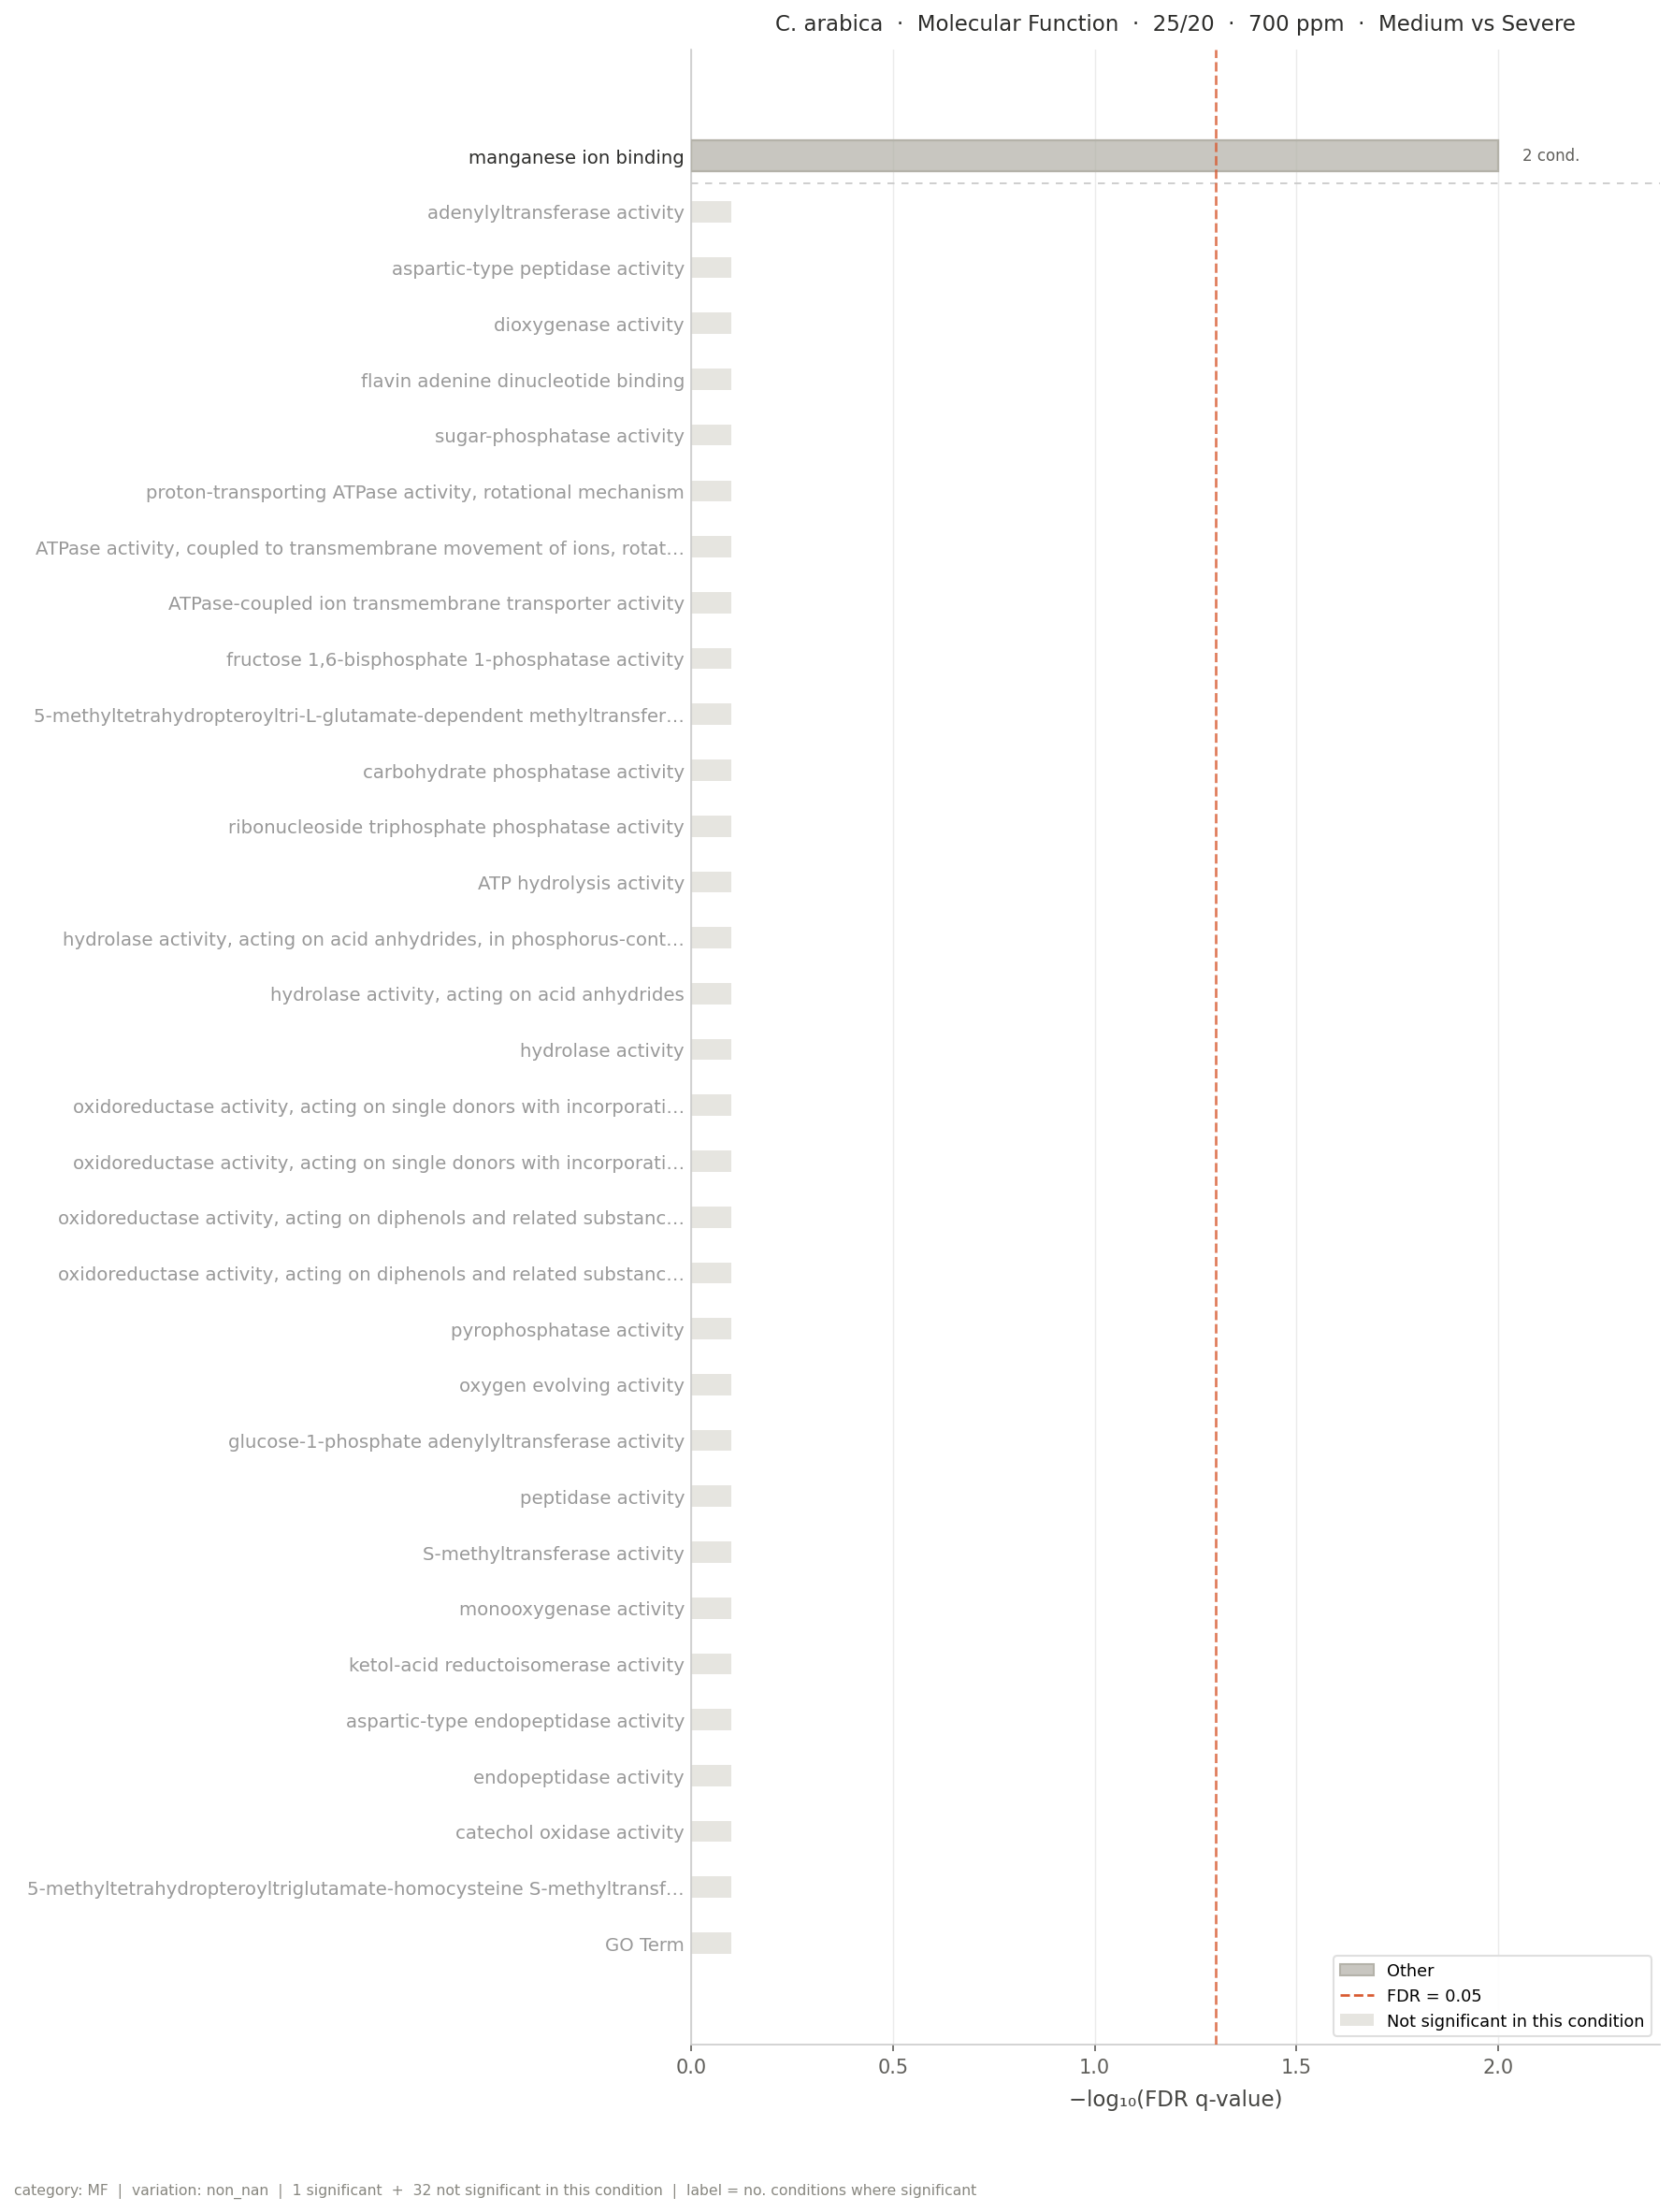 C. arabica · Molecular Function · 25/20 · 700 ppm · Medium vs Severe
manganese ion binding
2 cond.
adenylyltransferase activity
aspartic-type peptidase activity
dioxygenase activity
flavin adenine dinucleotide binding
sugar-phosphatase activity
proton-transporting ATPase activity, rotational mechanism
ATPase activity, coupled to transmembrane movement of ions, rotat…
ATPase-coupled ion transmembrane transporter activity
fructose 1,6-bisphosphate 1-phosphatase activity
5-methyltetrahydropteroyltri-L-glutamate-dependent methyltransfer…
carbohydrate phosphatase activity
ribonucleoside triphosphate phosphatase activity
ATP hydrolysis activity
hydrolase activity, acting on acid anhydrides, in phosphorus-cont…
hydrolase activity, acting on acid anhydrides
hydrolase activity
oxidoreductase activity, acting on single donors with incorporati…
oxidoreductase activity, acting on single donors with incorporati…
oxidoreductase activity, acting on diphenols and related substanc…
oxidoreductase activity, acting on diphenols and related substanc…
pyrophosphatase activity
oxygen evolving activity
glucose-1-phosphate adenylyltransferase activity
peptidase activity
S-methyltransferase activity
monooxygenase activity
ketol-acid reductoisomerase activity
aspartic-type endopeptidase activity
endopeptidase activity
catechol oxidase activity
5-methyltetrahydropteroyltriglutamate-homocysteine S-methyltransf…
GO Term
Other
FDR = 0.05
Not significant in this condition
0.0 0.5 1.0 1.5 2.0
−log₁₀(FDR q-value)
category: MF | variation: non_nan | 1 significant + 32 not significant in this condition | label = no. conditions where significant